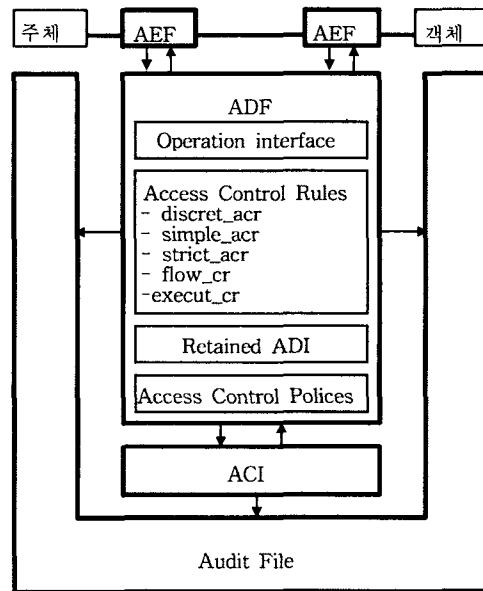 주체 AEF AEF 객체
ADF
Operation interface
Access Control Rules
- discret_acr
- simple_acr
- strict_acr
- flow_cr
-execut_cr
Retained ADI
Access Control Polices
ACI
Audit File